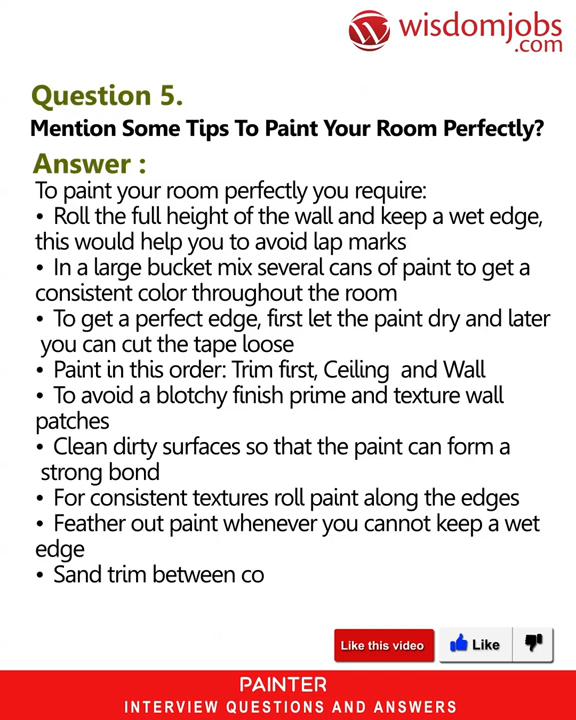 wisdomjobs
.com
Question 5.
Mention Some Tips To Paint Your Room Perfectly?
Answer :
To paint your room perfectly you require:
• Roll the full height of the wall and keep a wet edge,
this would help you to avoid lap marks
• In a large bucket mix several cans of paint to get a
consistent color throughout the room
• To get a perfect edge, first let the paint dry and later
you can cut the tape loose
• Paint in this order: Trim first, Ceiling and Wall
• To avoid a blotchy finish prime and texture wall
patches
• Clean dirty surfaces so that the paint can form a
strong bond
• For consistent textures roll paint along the edges
• Feather out paint whenever you cannot keep a wet
edge
• Sand trim between co
Like this video
Like
PAINTER
INTERVIEW QUESTIONS AND ANSWERS